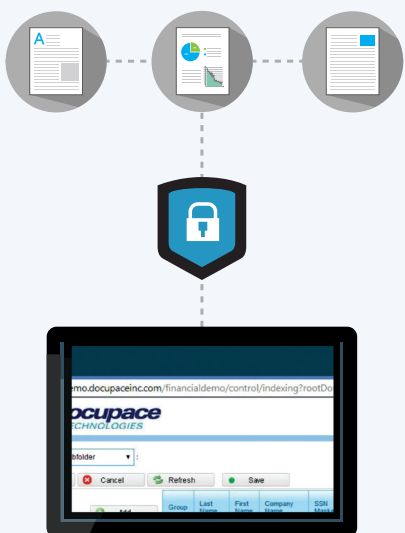 A
emo.docupaceinc.com/financialdemo/control/indexing?rootDo
ocupace
ECHNOLOGIES
bfolder
Cancel Refresh Save
Add Group Last Name First Name Company Name SSN